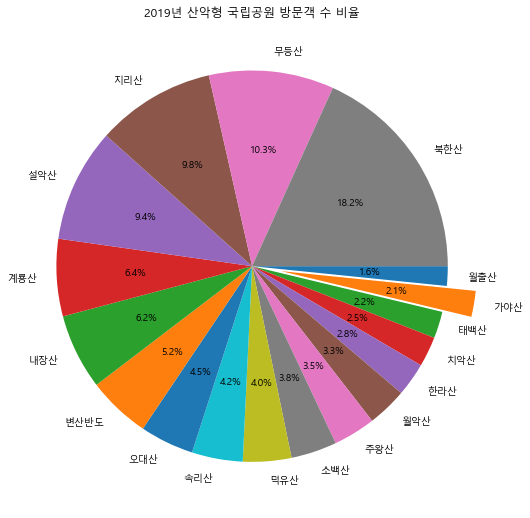 2019년 산악형 국립공원 방문객 수 비율
북한산
18.2%
무등산
10.3%
지리산
9.8%
설악산
9.4%
계룡산
6.4%
내장산
6.2%
변산반도
5.2%
오대산
4.5%
속리산
4.2%
덕유산
4.0%
소백산
3.8%
주왕산
3.5%
월악산
3.3%
한라산
2.8%
치악산
2.5%
태백산
2.2%
가야산
2.1%
월출산
1.6%